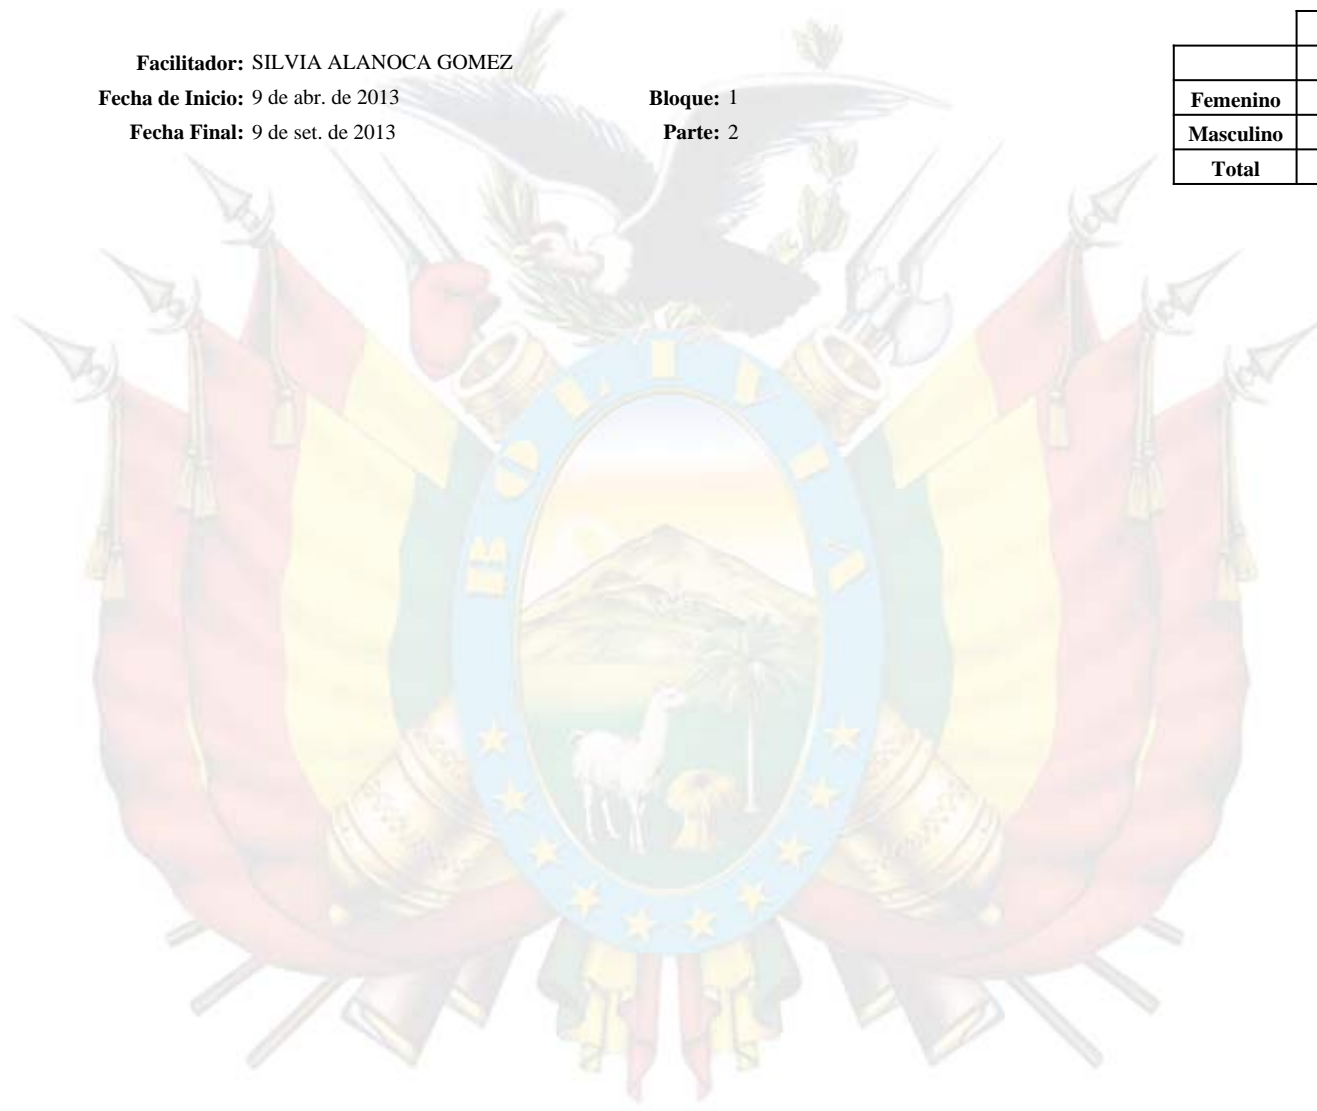 Facilitador: SILVIA ALANOCA GOMEZ
Fecha de Inicio: 9 de abr. de 2013 Bloque: 1
Fecha Final: 9 de set. de 2013 Parte: 2
Femenino
Masculino
Total
BOLIVIA